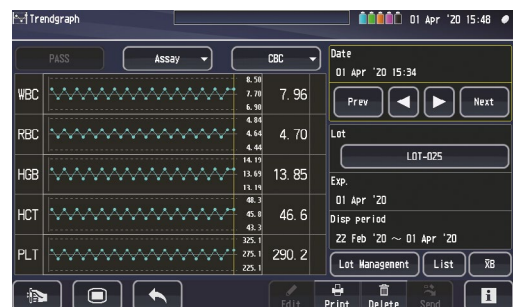 Trendgraph
01 Apr '20 15:48
PASS
Assay
CBC
Date
01 Apr '20 15:34
Prev
Next
WBC
8.50
7.70
6.90
7.96
RBC
4.84
4.64
4.44
4.70
HGB
14.19
13.69
13.19
13.85
HCT
48.3
45.8
43.3
46.6
PLT
325.1
275.1
225.1
290.2
Lot
LOT-025
Exp.
01 Apr '20
Disp period
22 Feb '20 ~ 01 Apr '20
Lot Management
List
X̄B
Edit
Print
Delete
Send